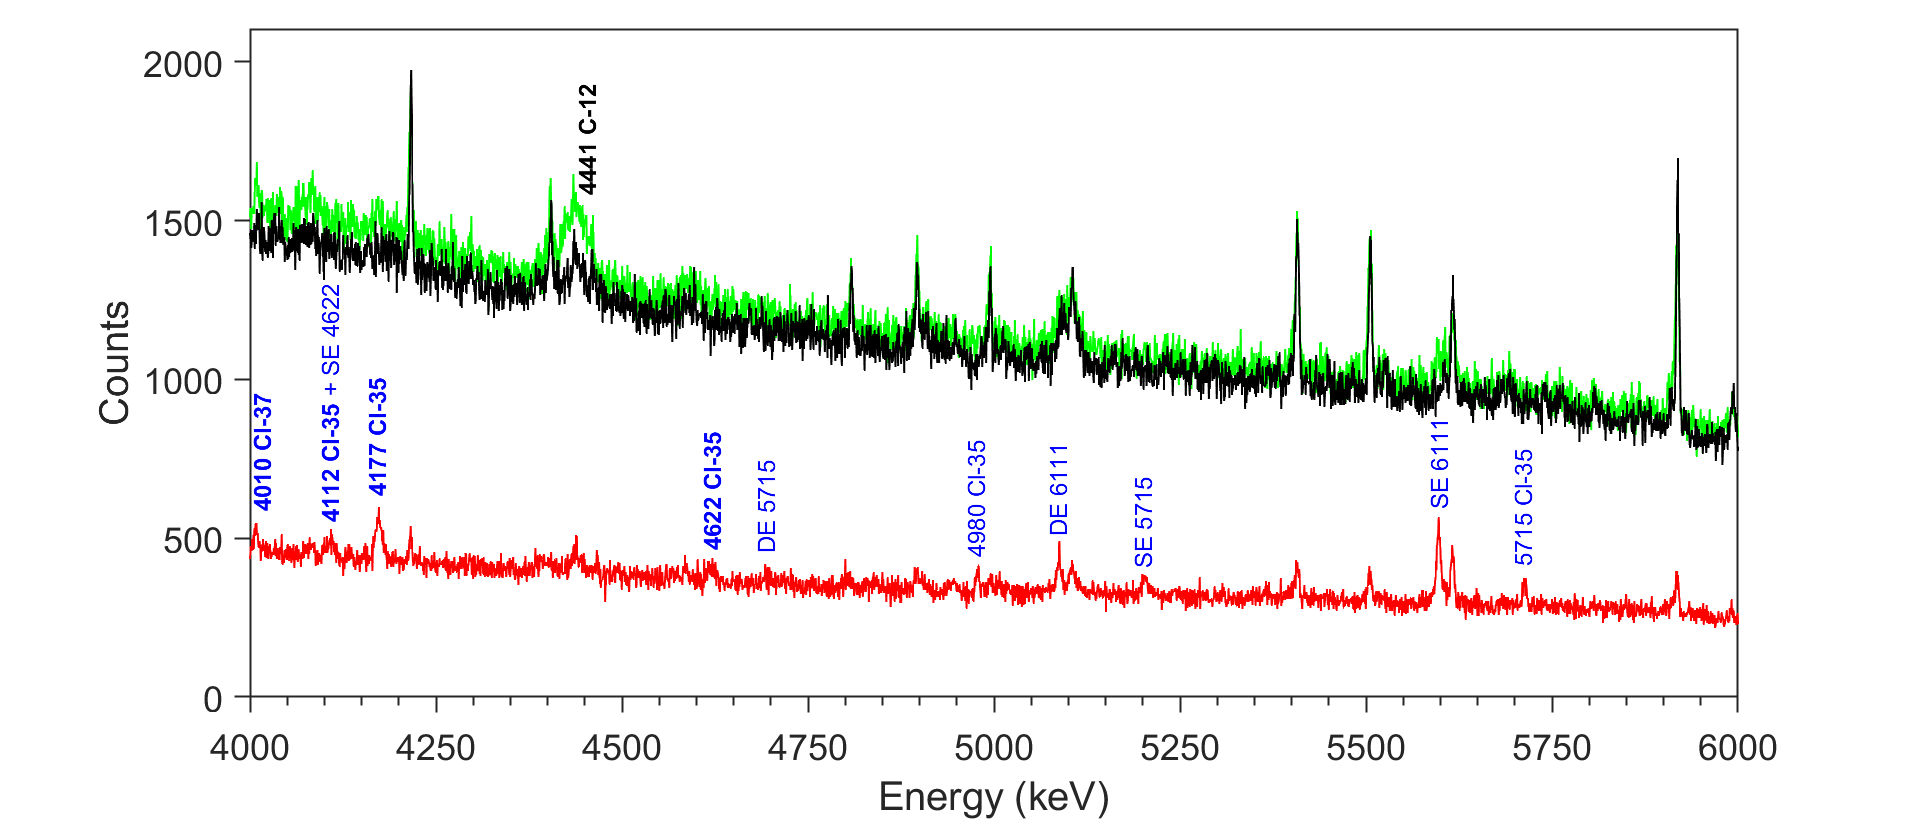 2000
1500
1000
500
0
Counts
4000
4250
4500
4750
5000
5250
5500
5750
6000
Energy (keV)
4441 C-12
4010 Cl-37
4112 Cl-35 + SE 4622
4177 Cl-35
4622 Cl-35
DE 5715
4980 Cl-35
DE 6111
SE 5715
SE 6111
5715 Cl-35